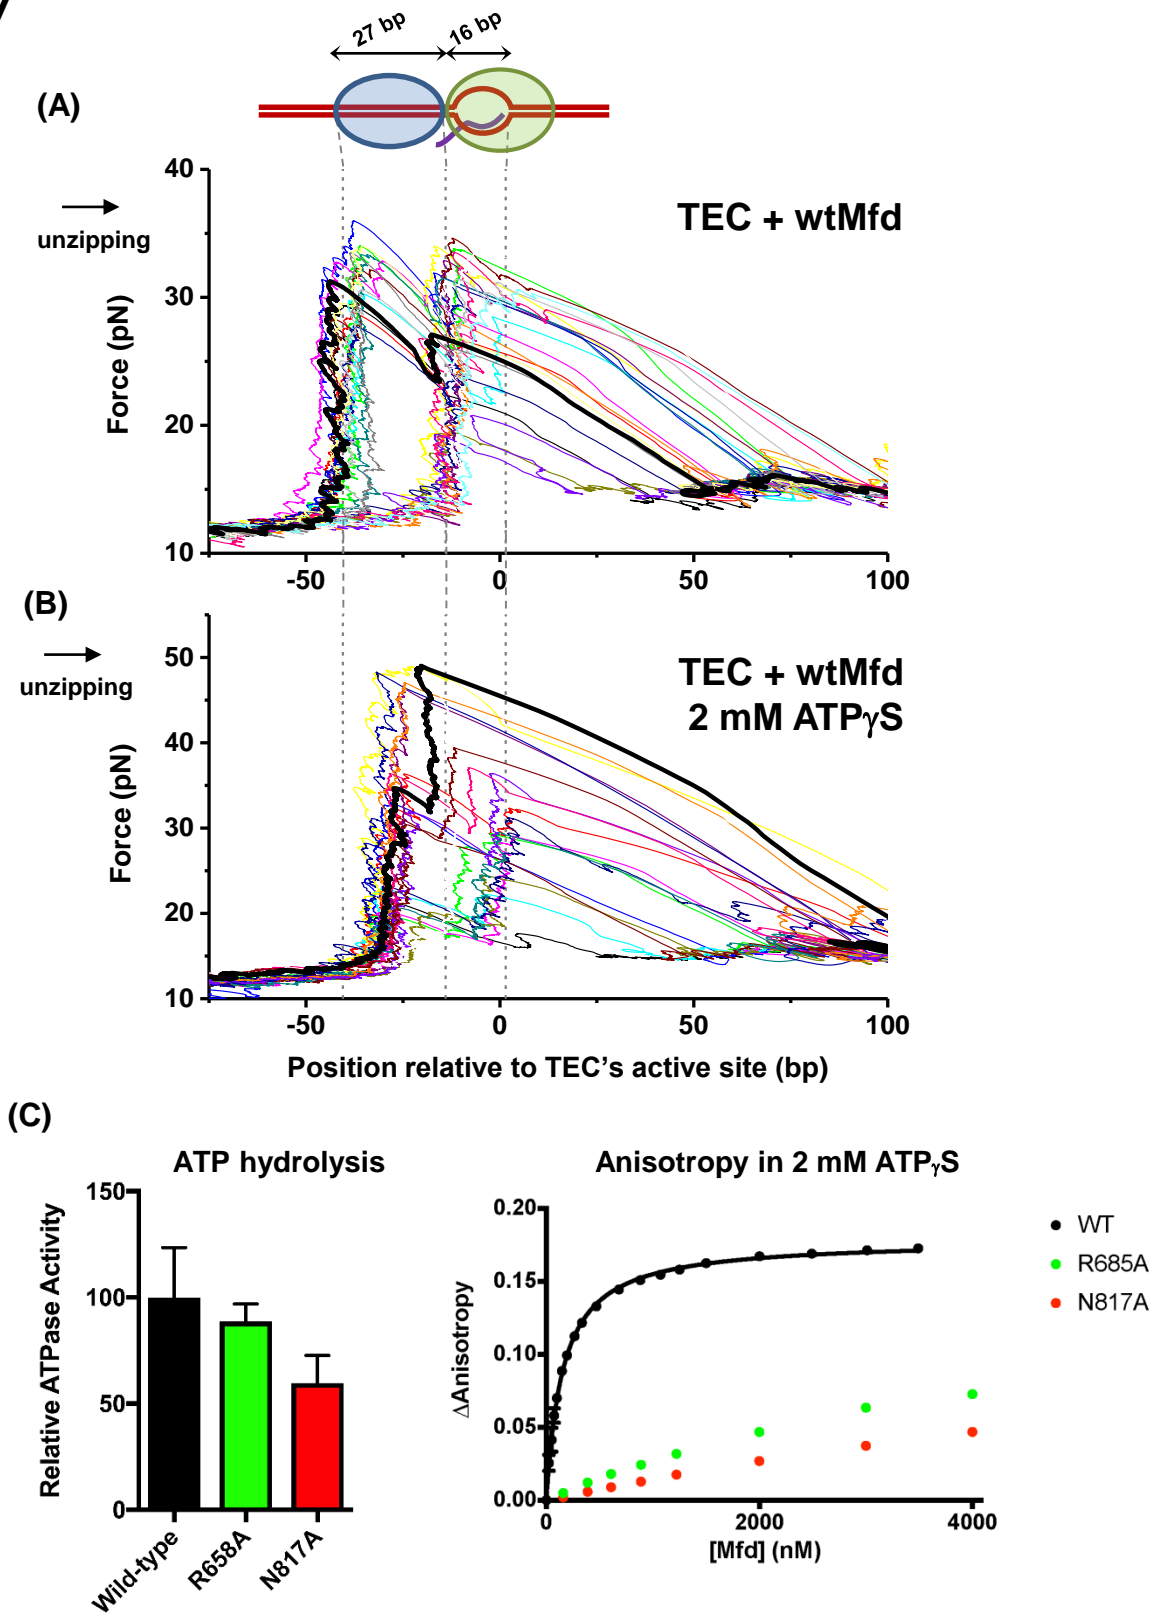 27 bp
16 bp
(A)
40
unzipping
TEC + wtMfd
30
Force (pN)
20
10
-50
0
50
100
(B)
50
unzipping
TEC + wtMfd
2 mM ATPγS
40
Force (pN)
30
20
10
-50
0
50
100
Position relative to TEC's active site (bp)
(C)
ATP hydrolysis
150
100
50
0
Relative ATPase Activity
Wild-type
R658A
N817A
Anisotropy in 2 mM ATPγS
0.20
0.15
0.10
0.05
0.00
ΔAnisotropy
0
2000
4000
[Mfd] (nM)
WT
R685A
N817A